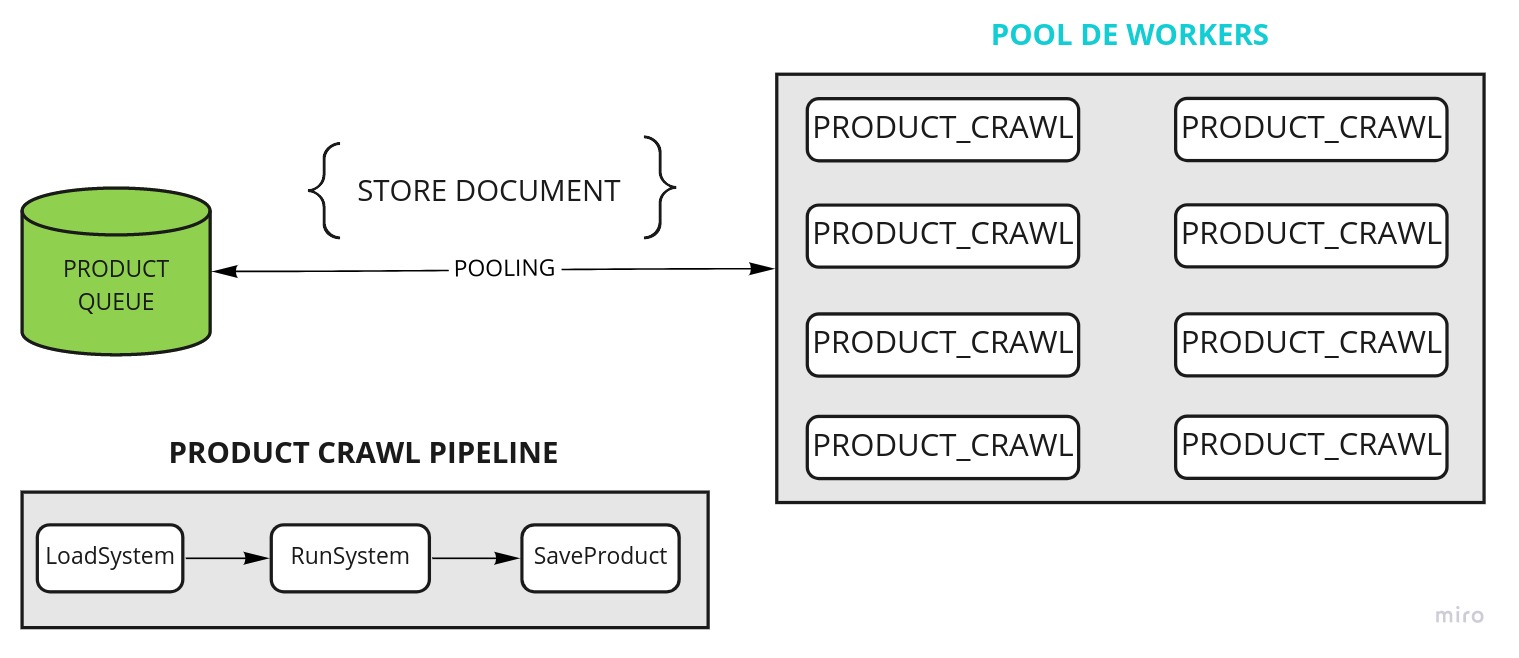 POOL DE WORKERS
PRODUCT_CRAWL PRODUCT_CRAWL
{ STORE DOCUMENT }
PRODUCT_CRAWL PRODUCT_CRAWL
PRODUCT
QUEUE
POOLING
PRODUCT_CRAWL PRODUCT_CRAWL
PRODUCT_CRAWL PRODUCT_CRAWL
PRODUCT CRAWL PIPELINE
LoadSystem RunSystem SaveProduct
miro